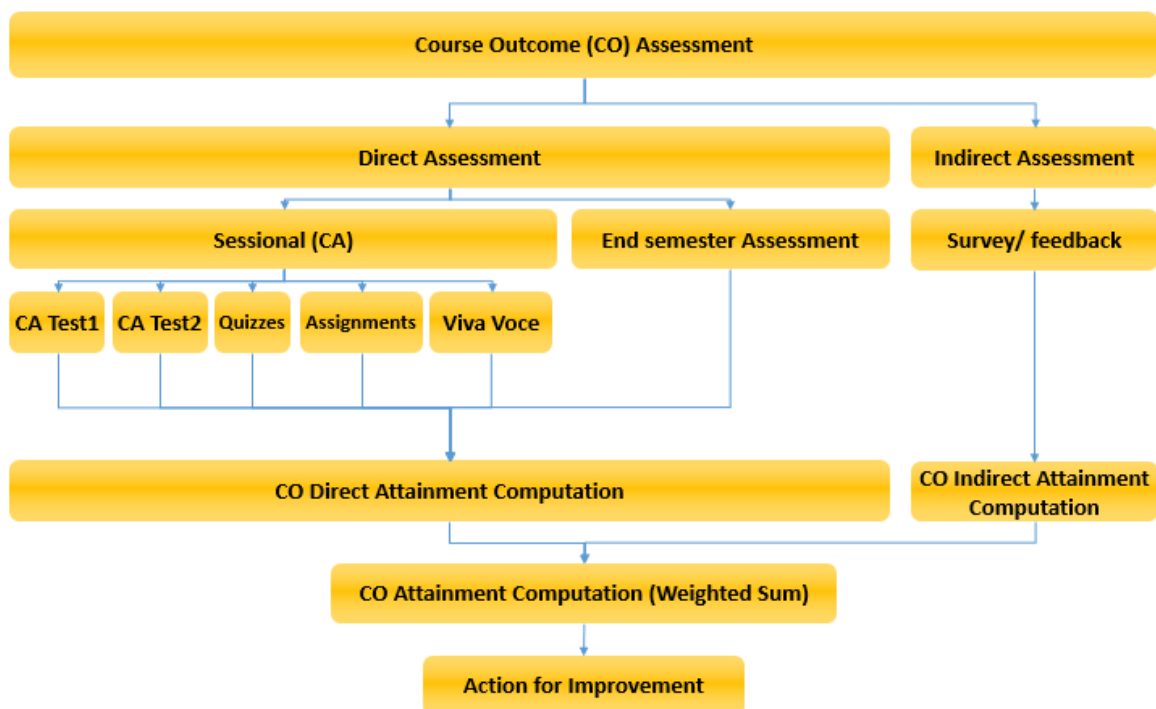 Course Outcome (CO) Assessment
Direct Assessment
Indirect Assessment
Sessional (CA)
End semester Assessment
Survey/ feedback
CA Test1
CA Test2
Quizzes
Assignments
Viva Voce
CO Direct Attainment Computation
CO Indirect Attainment
Computation
CO Attainment Computation (Weighted Sum)
Action for Improvement